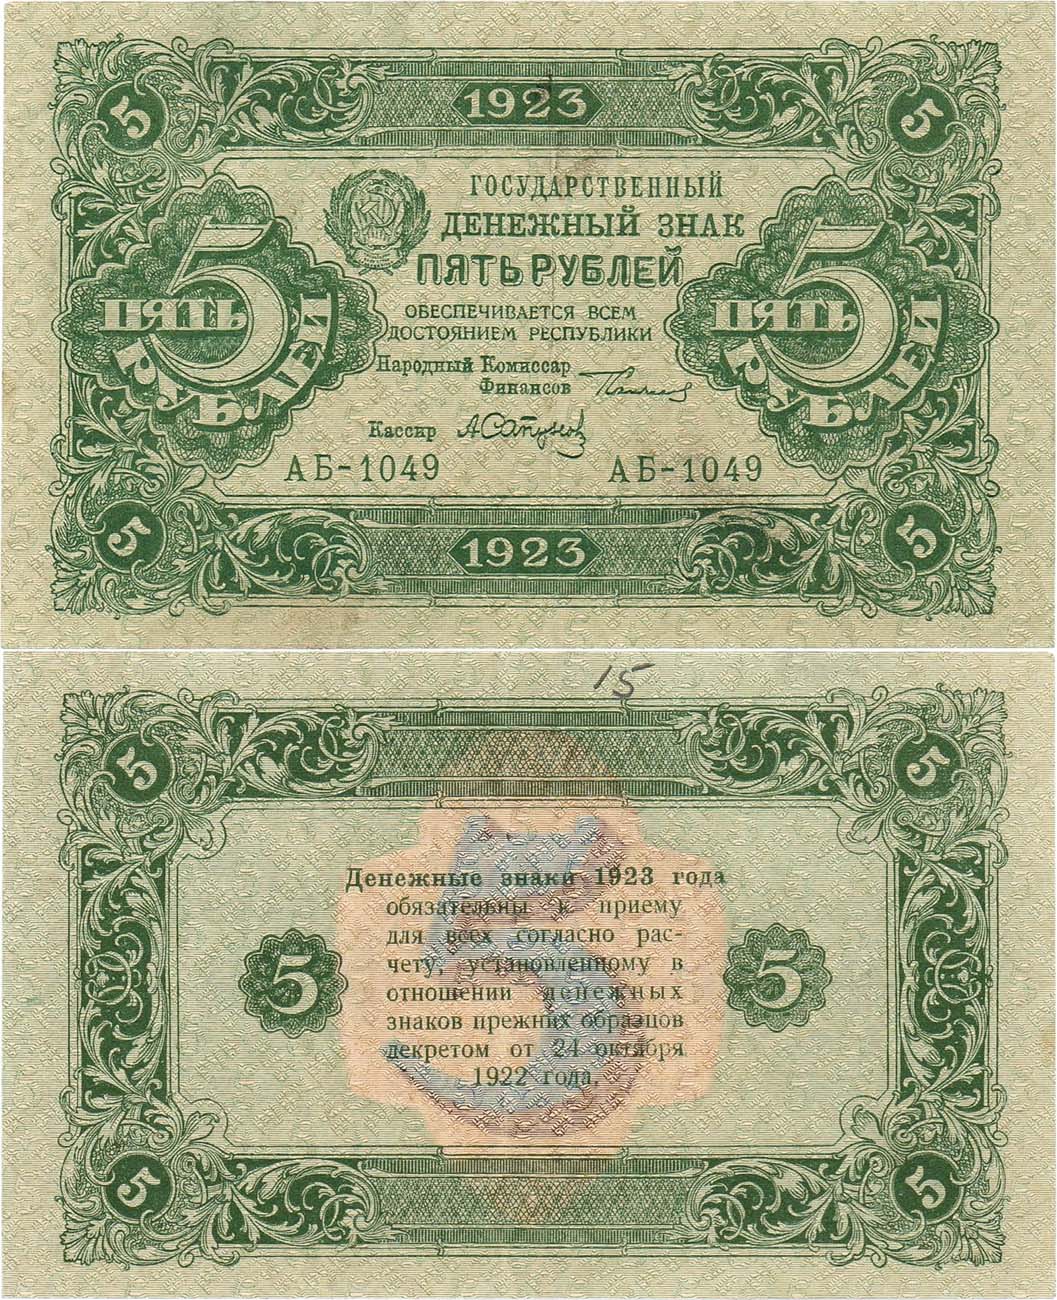 5 1923 5
ГОСУДАРСТВЕННЫЙ
ДЕНЕЖНЫЙ ЗНАК
ПЯТЬ РУБЛЕЙ
5 ПЯТЬ РУБЛЕЙ
5 ПЯТЬ РУБЛЕЙ
ОБЕСПЕЧИВАЕТСЯ ВСЕМ
ДОСТОЯНИЕМ РЕСПУБЛИКИ
Народный Комиссар
Финансов
Кассир
АБ-1049 АБ-1049
5 1923 5
15
5 5
Денежные знаки 1923 года
обязательны к приему
для всех согласно рас-
чету, установленному в
отношении денежных
знаков прежних образцов
декретом от 24 октября
1922 года.
5 5
5 5